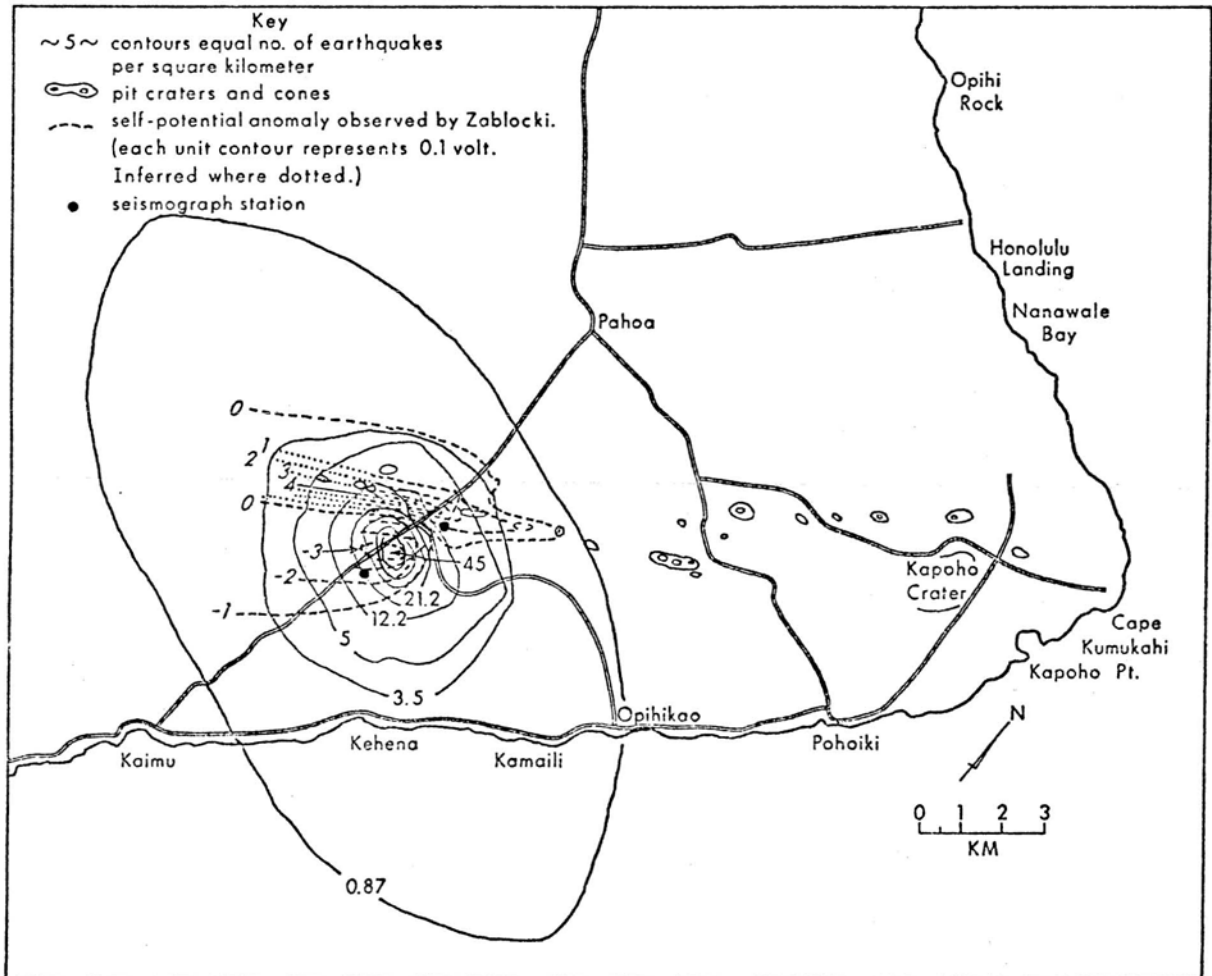 Key
~5~ contours equal no. of earthquakes
per square kilometer
pit craters and cones
self-potential anomaly observed by Zablocki.
(each unit contour represents 0.1 volt.
Inferred where dotted.)
seismograph station
Opihi
Rock
Honolulu
Landing
Nanawale
Bay
Pahoa
0
1
2
3
4
0
-3
-2
-1
45
21.2
12.2
5
3.5
Kapoho
Crater
Cape
Kumukahi
Kapoho Pt.
Opihikao
Pohoiki
Kaimu
Kehena
Kamaili
N
0 1 2 3
KM
0.87